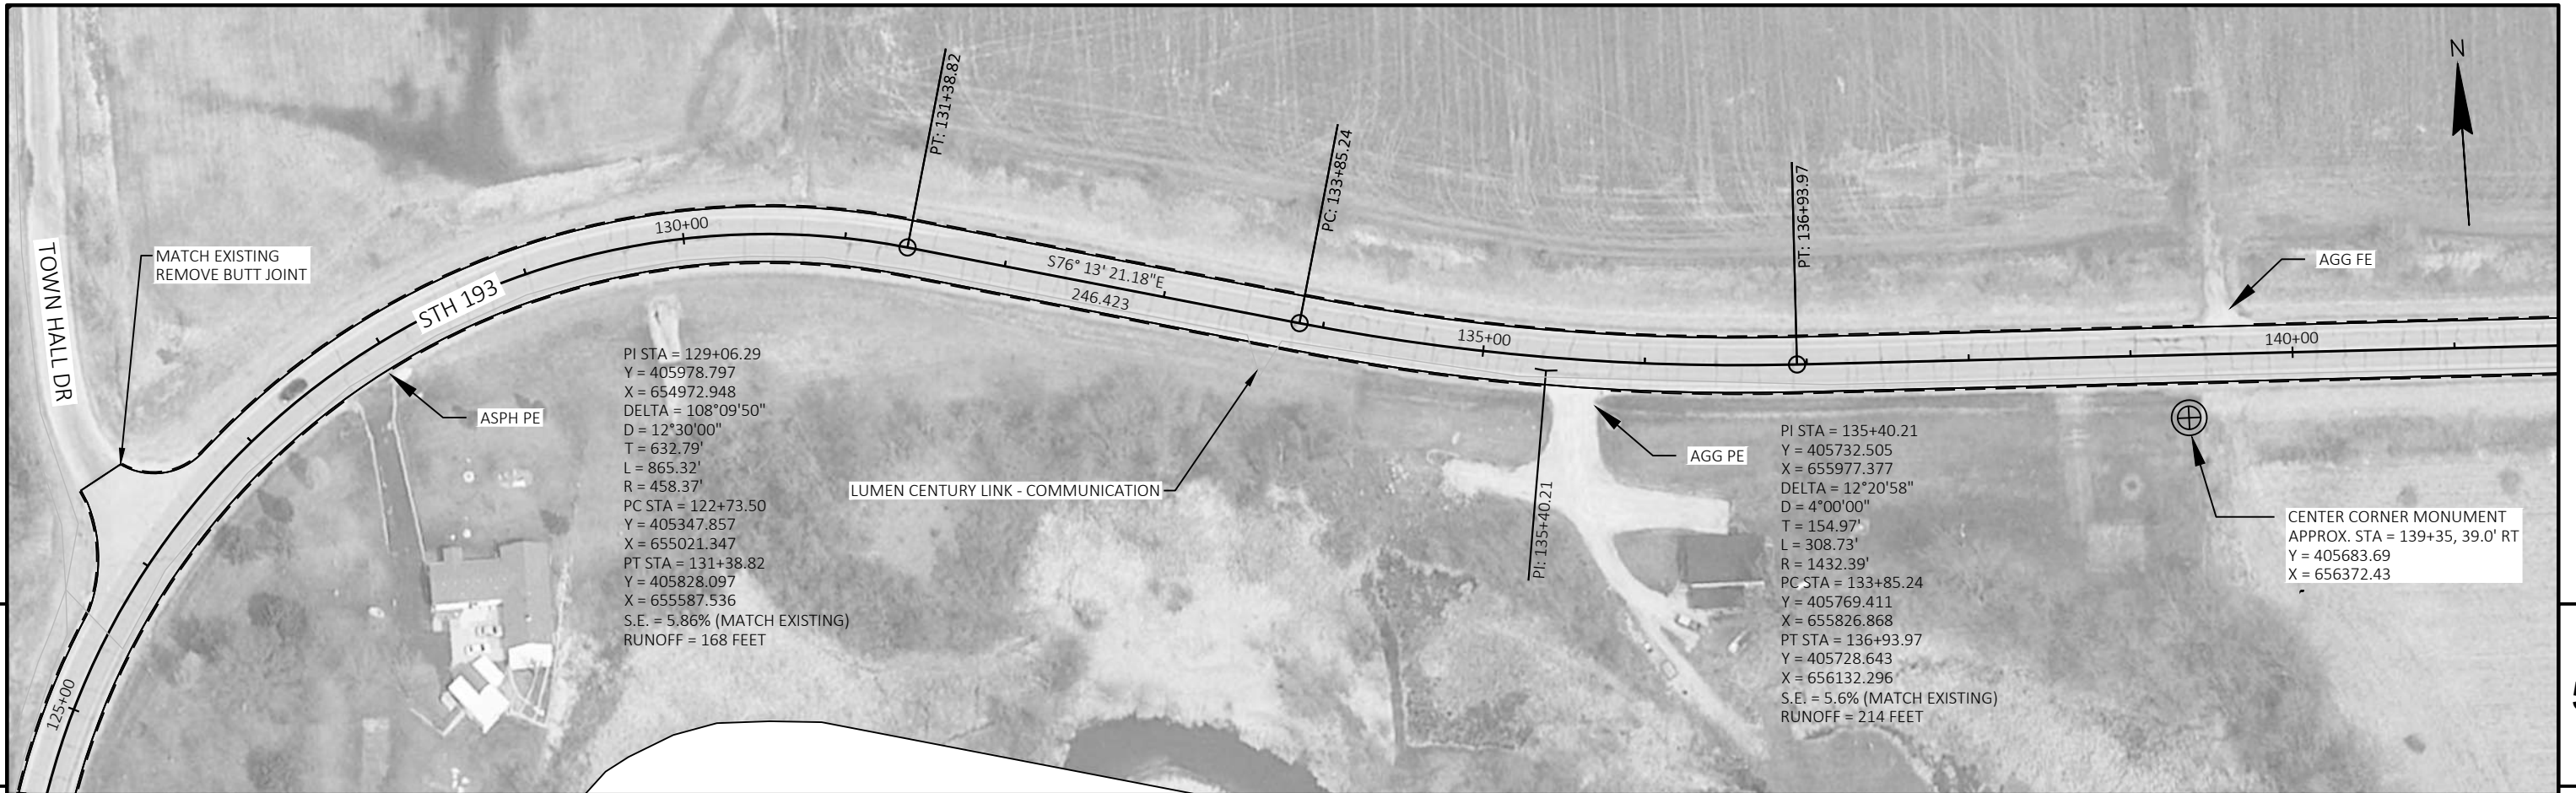 PT: 131+38.82
PC: 133+85.24
PT: 136+93.97
N
130+00
MATCH EXISTING
REMOVE BUTT JOINT
TOWN HALL DR
STH 193
S76° 13' 21.18"E
246.423
135+00
140+00
AGG FE
ASPH PE
PI STA = 129+06.29
Y = 405978.797
X = 654972.948
DELTA = 108°09'50"
D = 12°30'00"
T = 632.79'
L = 865.32'
R = 458.37'
PC STA = 122+73.50
Y = 405347.857
X = 655021.347
PT STA = 131+38.82
Y = 405828.097
X = 655587.536
S.E. = 5.86% (MATCH EXISTING)
RUNOFF = 168 FEET
LUMEN CENTURY LINK - COMMUNICATION
PI: 135+40.21
AGG PE
PI STA = 135+40.21
Y = 405732.505
X = 655977.377
DELTA = 12°20'58"
D = 4°00'00"
T = 154.97'
L = 308.73'
R = 1432.39'
PC STA = 133+85.24
Y = 405769.411
X = 655826.868
PT STA = 136+93.97
Y = 405728.643
X = 656132.296
S.E. = 5.6% (MATCH EXISTING)
RUNOFF = 214 FEET
CENTER CORNER MONUMENT
APPROX. STA = 139+35, 39.0' RT
Y = 405683.69
X = 656372.43
125+00